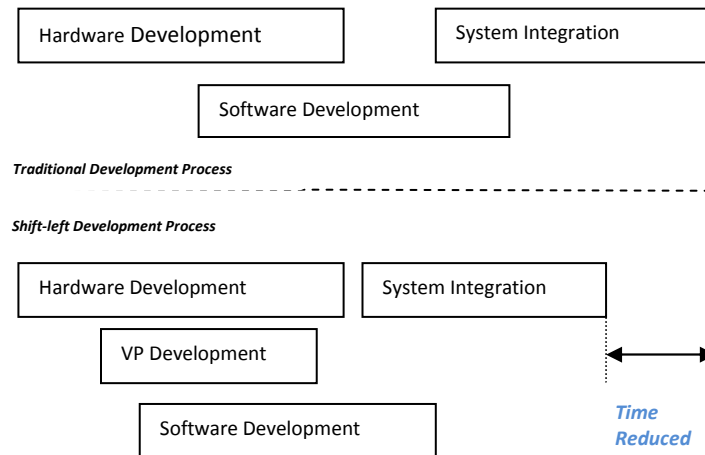 Hardware Development
System Integration
Software Development
Traditional Development Process
Shift-left Development Process
Hardware Development
System Integration
VP Development
Software Development
Time
Reduced